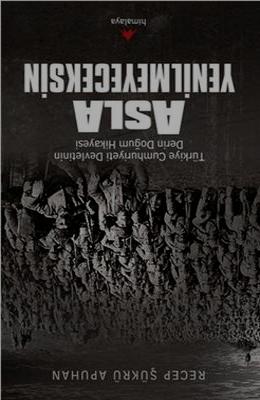 RECEP ŞÜKRÜ APUHAN
Türkiye Cumhuriyeti Devletinin
Derin Doğum Hikayesi
ASLA
YENİLMEYECEKSİN
himalaya